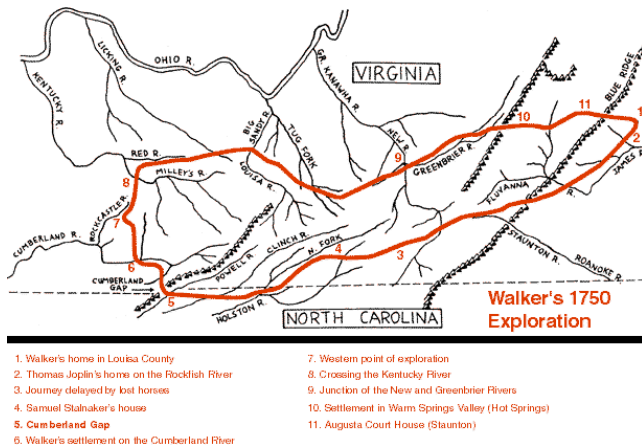 KENTUCKY R.
LICKING R.
OHIO R.
GR. KANAWHA R.
VIRGINIA
BLUE RIDGE
BIG SANDY R.
TUG FORK
NEW R.
GREENBRIER R.
10
11
1
2
RED R.
MILLEY'S R.
LOUISA R.
9
FLUVANNA R.
JAMES R.
8
7
ROCKCASTLE R.
CUMBERLAND R.
6
CUMBERLAND
GAP
5
POWELL R.
CLINCH R.
N. FORK
4
3
HOLSTON R.
STAUNTON R.
ROANOKE R.
NORTH CAROLINA
Walker's 1750
Exploration
1. Walker's home in Louisa County
2. Thomas Joplin's home on the Rockfish River
3. Journey delayed by lost horses
4. Samuel Stalnaker's house
5. Cumberland Gap
6. Walker's settlement on the Cumberland River
7. Western point of exploration
8. Crossing the Kentucky River
9. Junction of the New and Greenbrier Rivers
10. Settlement in Warm Springs Valley (Hot Springs)
11. Augusta Court House (Staunton)